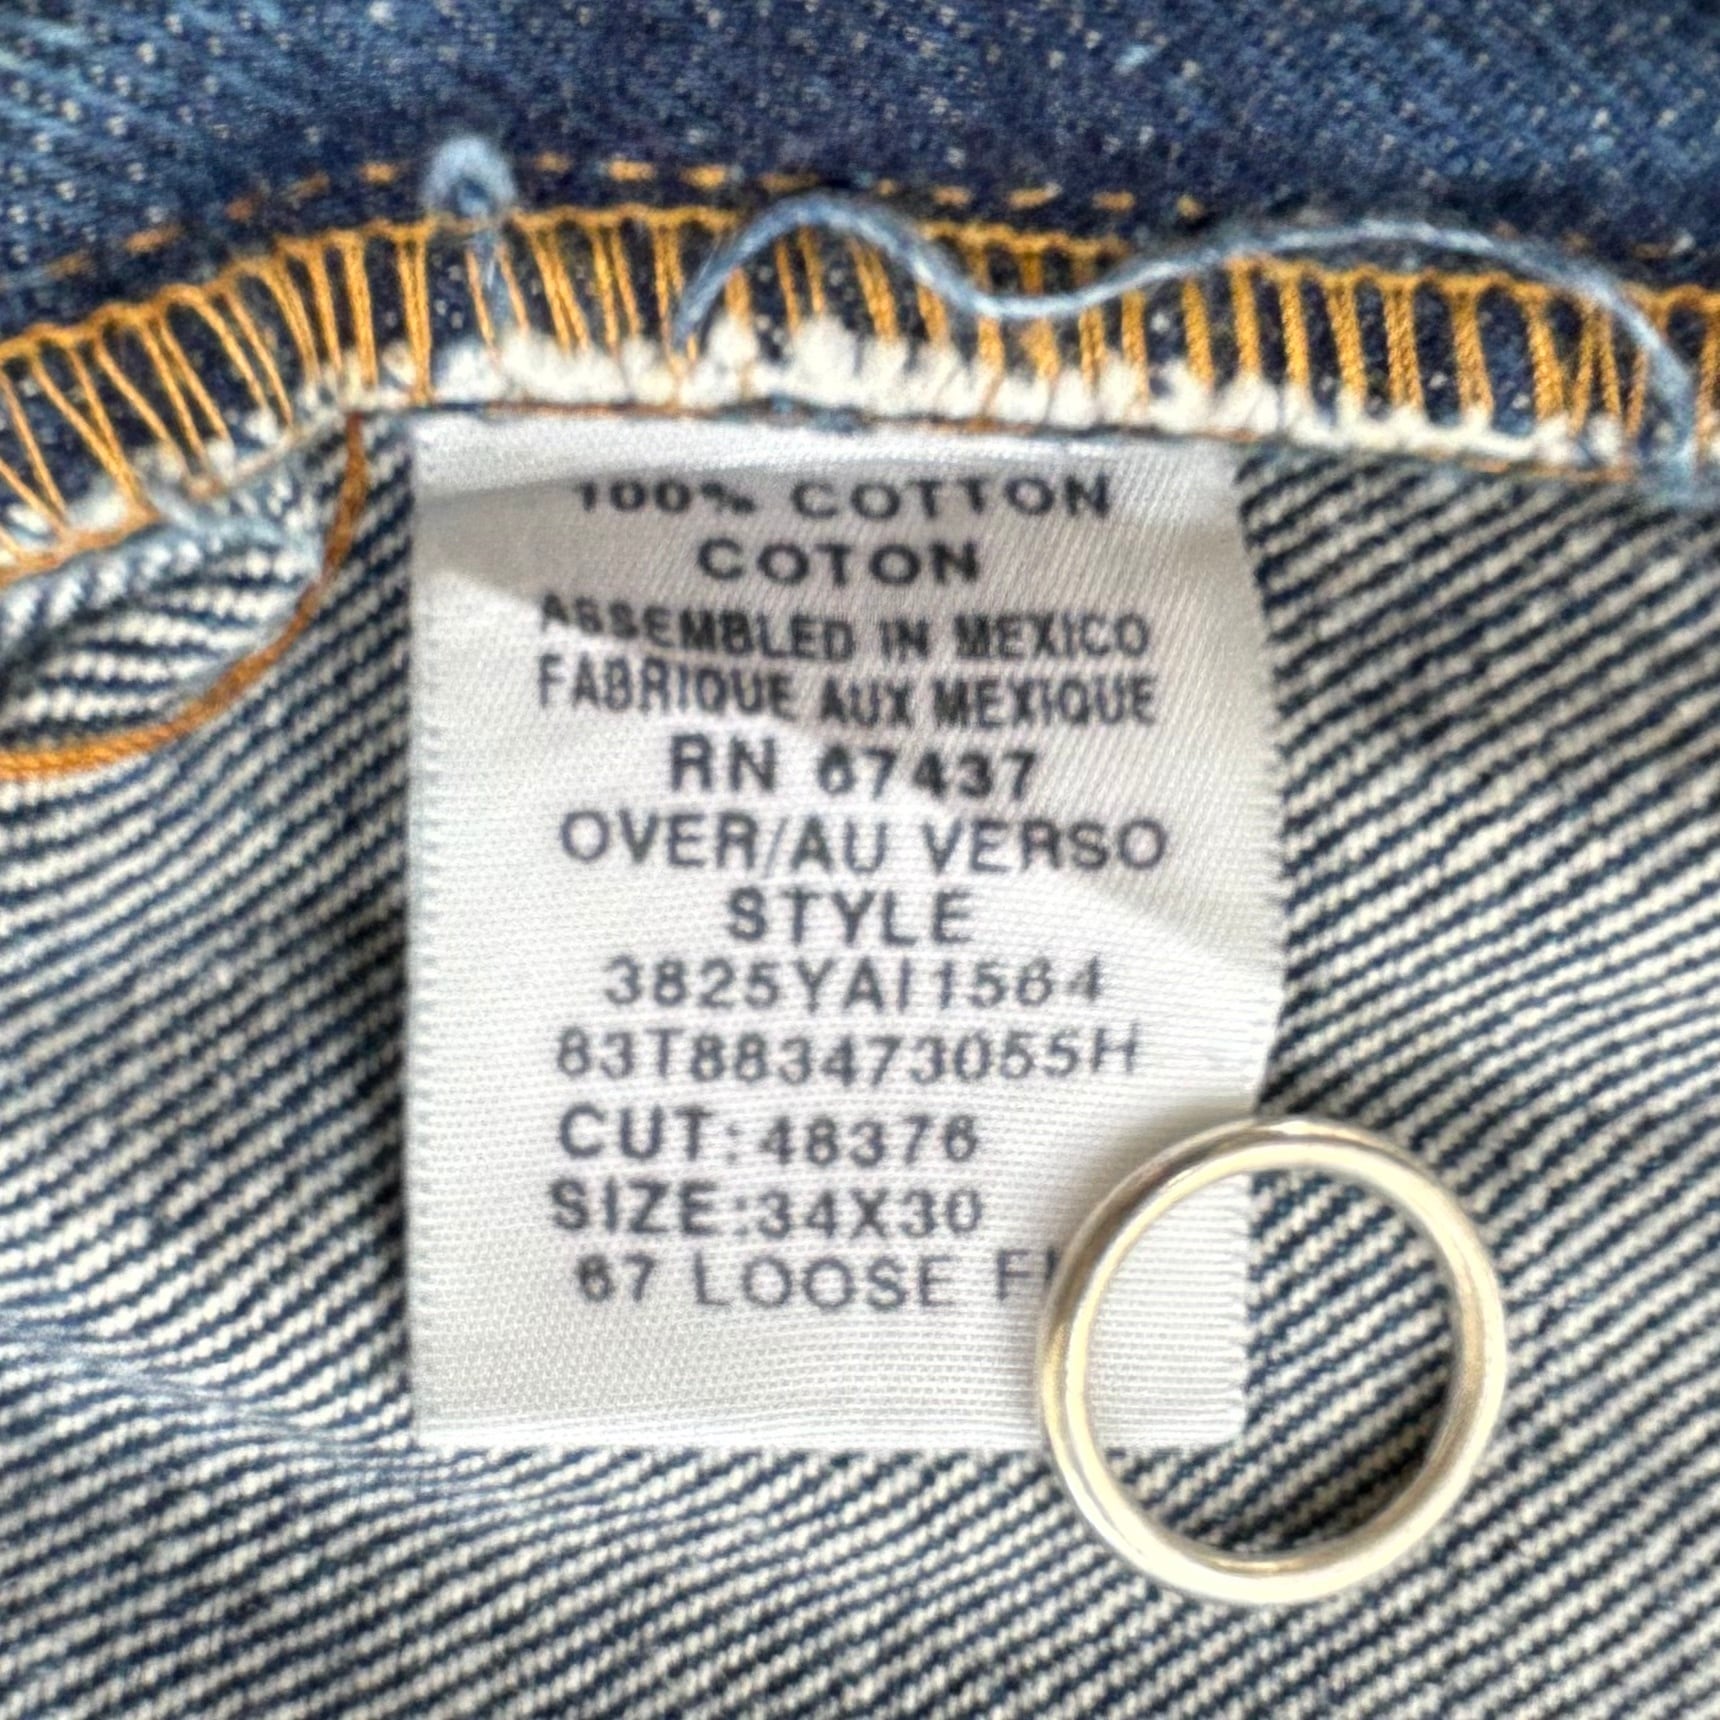 100% COTTON
COTON
ASSEMBLED IN MEXICO
FABRIQUE AUX MEXIQUE
RN 67437
OVER/AU VERSO
STYLE
3825YAI1564
83T883473055H
CUT:48376
SIZE:34X30
67 LOOSE